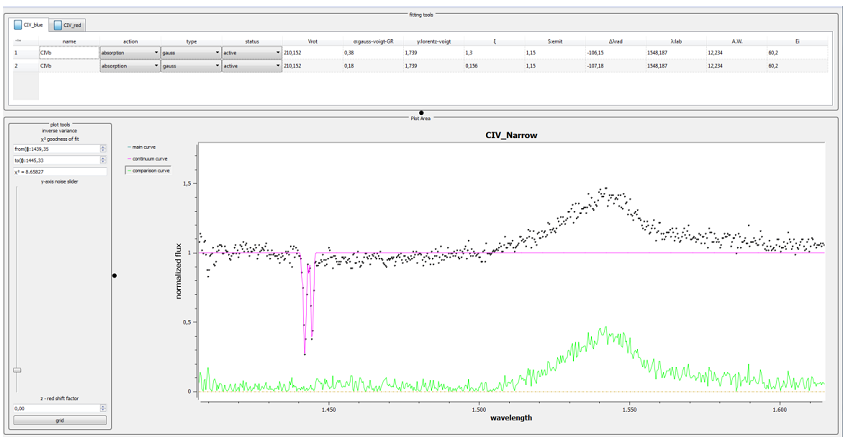 fitting tools
CIV_blue CIV_red
name action type status Vrot σ:gauss-voigt-GR γ:lorentz-voigt ξ S:emit Δλrad λ:lab A.W. Ei
1 CIVb absorption gauss active 210,152 0,38 1,739 1,3 1,15 -106,15 1548,187 12,234 60,2
2 CIVb absorption gauss active 210,152 0,18 1,739 0,156 1,15 -107,18 1548,187 12,234 60,2
Plot Area
plot tools
inverse variance
χ² goodness of fit
from(Å):1439,35
to(Å):1445,33
χ² = 8.65827
y-axis noise slider
z - red shift factor
0,00
grid
main curve
continuum curve
comparison curve
CIV_Narrow
normalized flux
1,5
1
0,5
0
1.450 1.500 1.550 1.600
wavelength